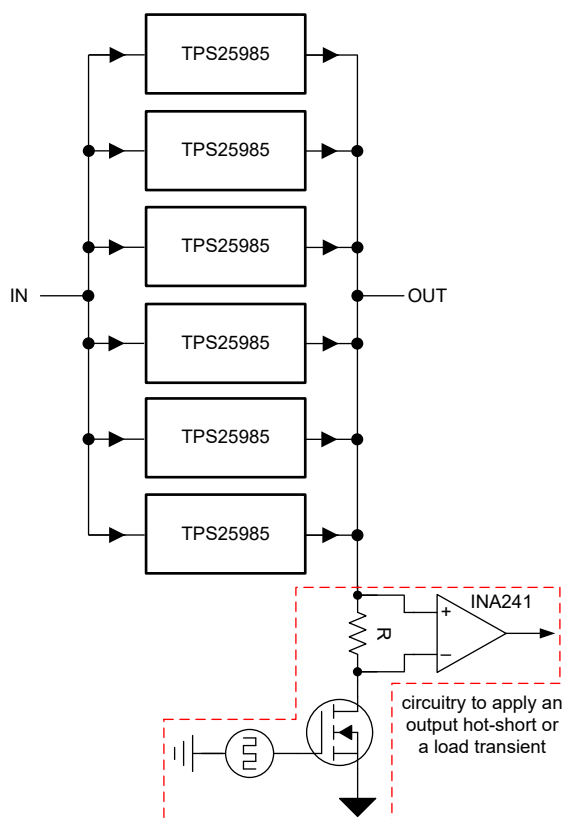 TPS25985
TPS25985
TPS25985
IN
OUT
TPS25985
TPS25985
TPS25985
INA241
+
−
R
circuitry to apply an
output hot-short or
a load transient